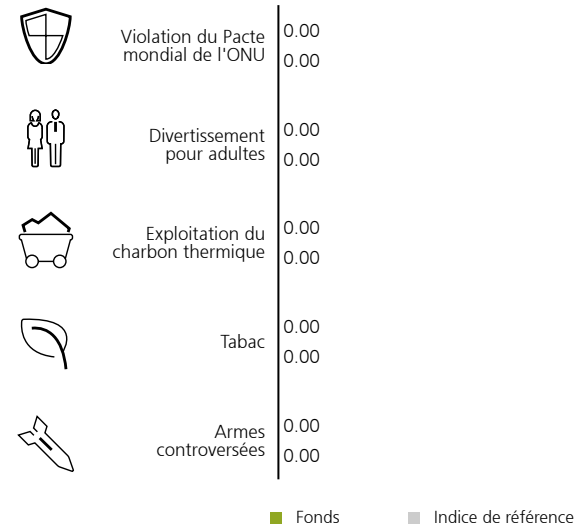 Violation du Pacte
mondial de l'ONU
0.00
0.00
Divertissement
pour adultes
0.00
0.00
Exploitation du
charbon thermique
0.00
0.00
Tabac
0.00
0.00
Armes
controversées
0.00
0.00
Fonds
Indice de référence